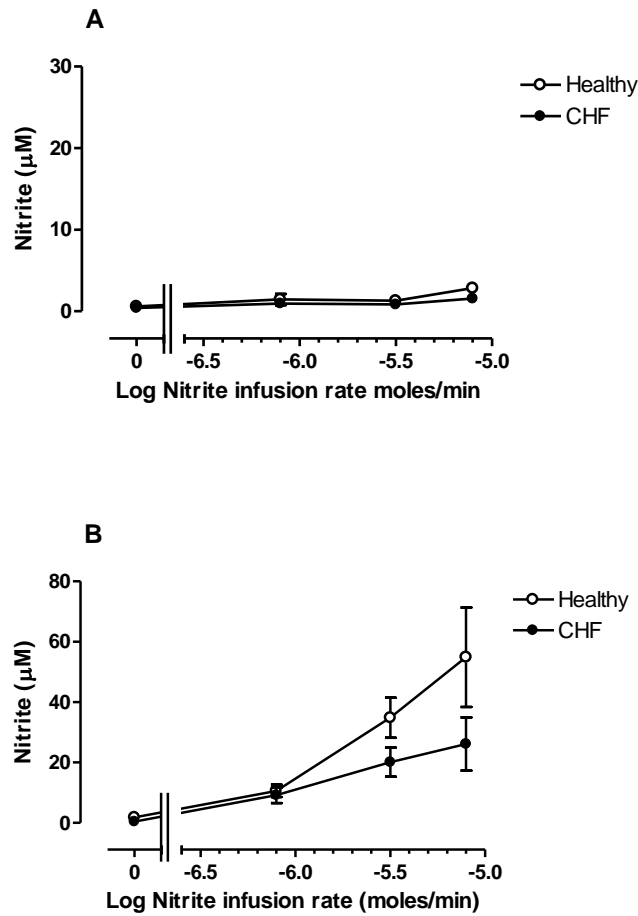 A
30
20
10
0
Nitrite (μM)
Healthy
CHF
0
-6.5
-6.0
-5.5
-5.0
Log Nitrite infusion rate moles/min
B
80
60
40
20
0
Nitrite (μM)
Healthy
CHF
0
-6.5
-6.0
-5.5
-5.0
Log Nitrite infusion rate (moles/min)